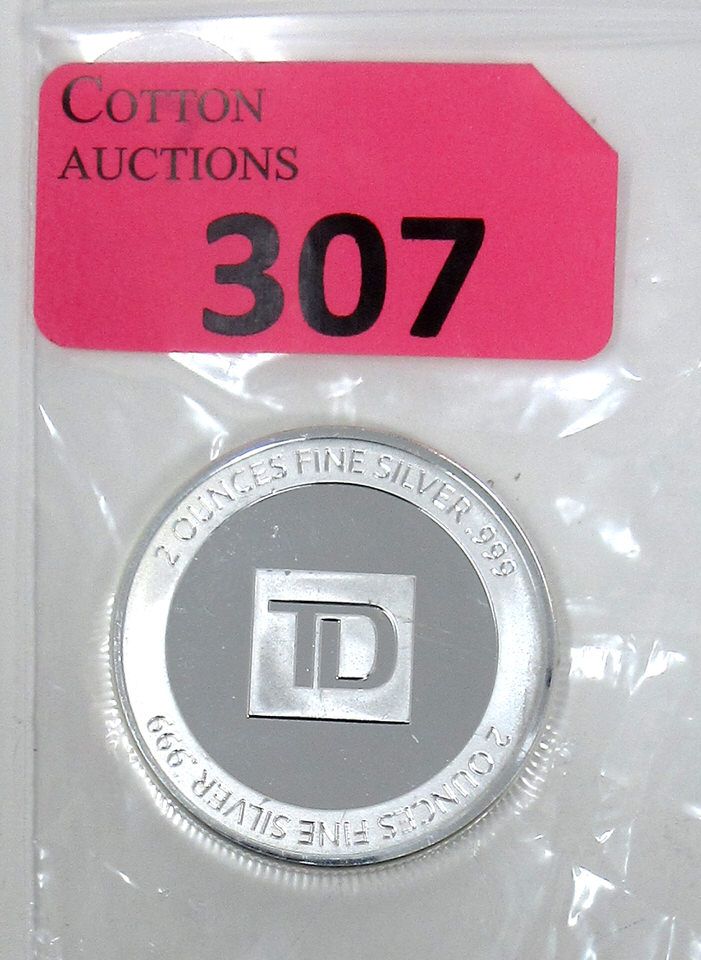 COTTON
AUCTIONS
307
2 OUNCES FINE SILVER .999
TD
2 OUNCES FINE SILVER .999